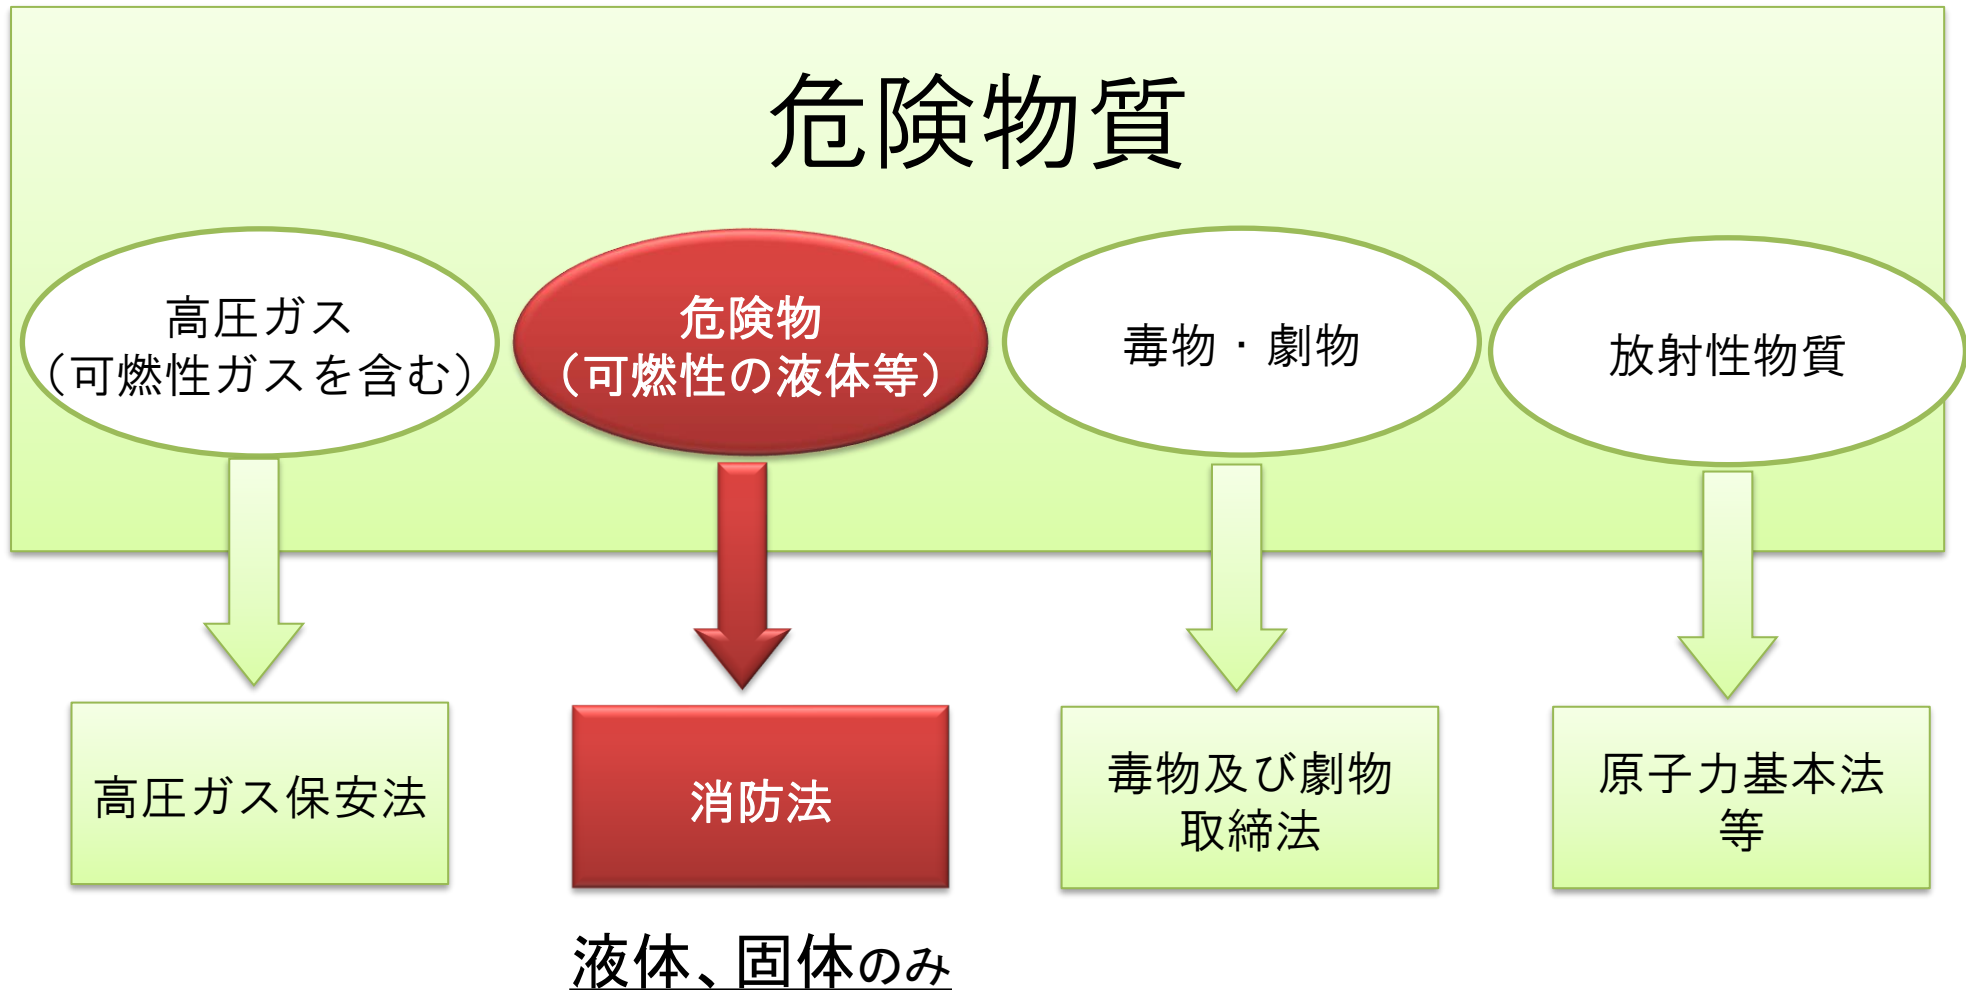 危険物質
高圧ガス
（可燃性ガスを含む）
危険物
（可燃性の液体等）
毒物・劇物
放射性物質
高圧ガス保安法
消防法
毒物及び劇物
取締法
原子力基本法
等
液体、固体のみ